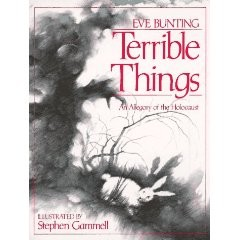 EVE BUNTING
Terrible
Things
An Allegory of the Holocaust
ILLUSTRATED BY
Stephen Gammell